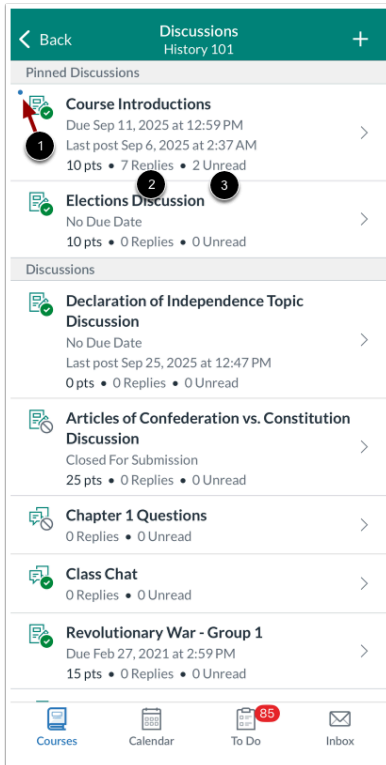 Back
Discussions
History 101
+
Pinned Discussions
Course Introductions
Due Sep 11, 2025 at 12:59 PM
Last post Sep 6, 2025 at 2:37 AM
1
10 pts • 7 Replies • 2 Unread
2
3
Elections Discussion
No Due Date
10 pts • 0 Replies • 0 Unread
Discussions
Declaration of Independence Topic
Discussion
No Due Date
Last post Sep 25, 2025 at 12:47 PM
0 pts • 0 Replies • 0 Unread
Articles of Confederation vs. Constitution
Discussion
Closed For Submission
25 pts • 0 Replies • 0 Unread
Chapter 1 Questions
0 Replies • 0 Unread
Class Chat
0 Replies • 0 Unread
Revolutionary War - Group 1
Due Feb 27, 2021 at 2:59 PM
15 pts • 0 Replies • 0 Unread
85
Courses
Calendar
To Do
Inbox